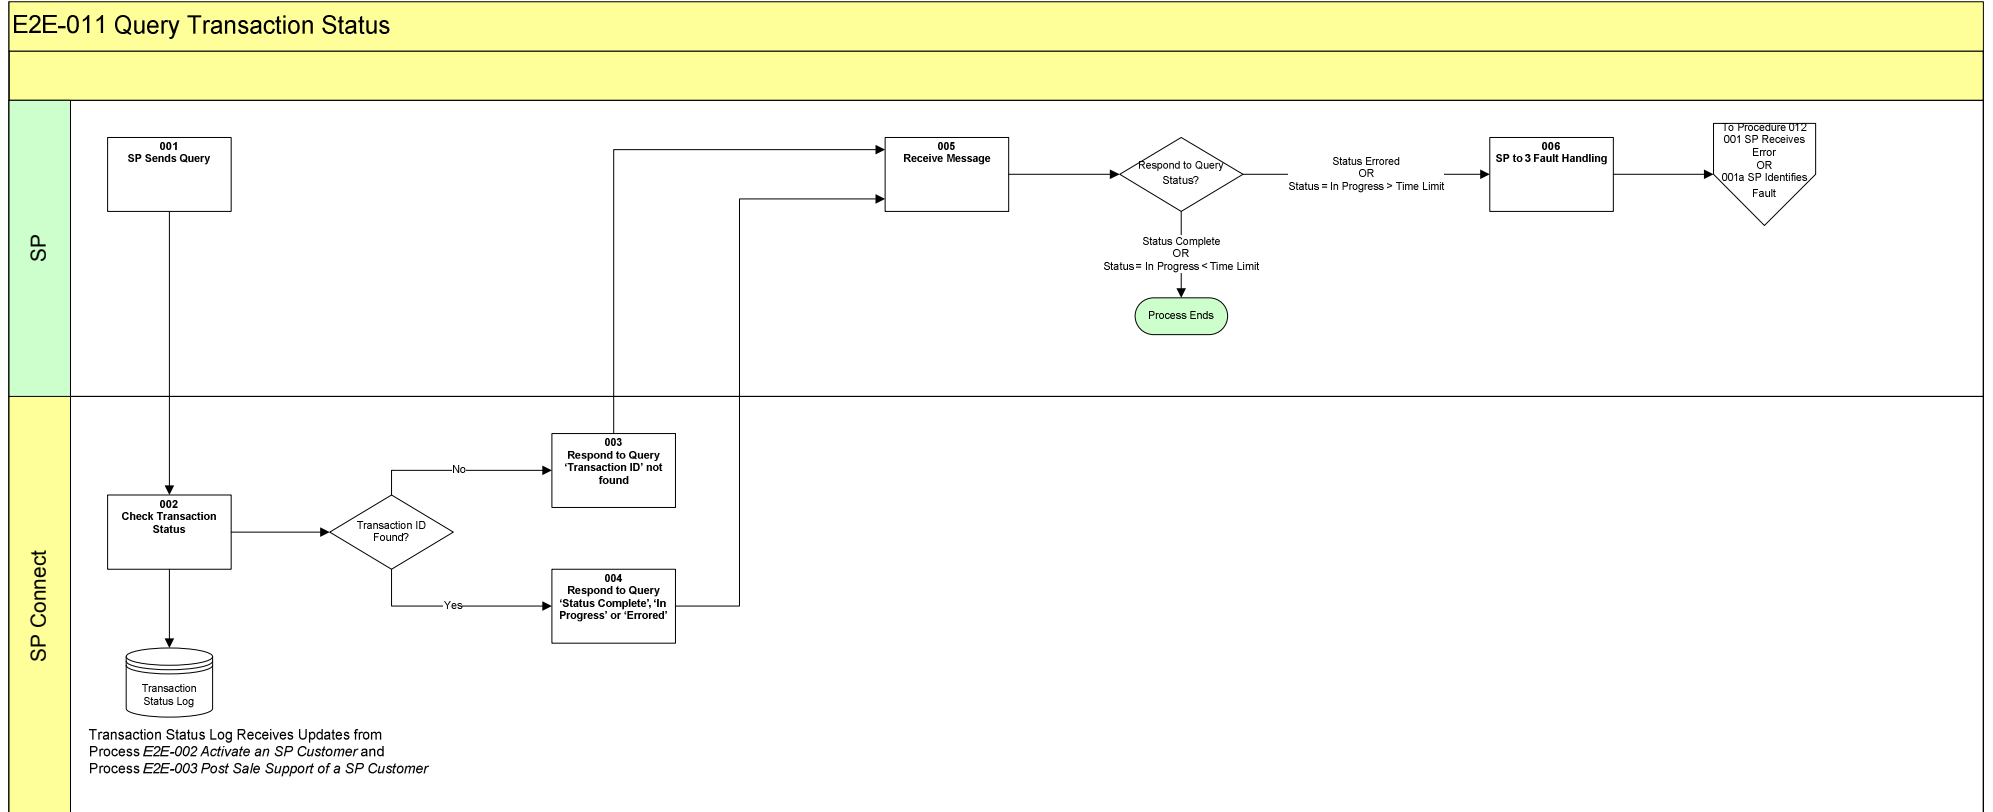 E2E-011 Query Transaction Status
SP
001
SP Sends Query
005
Receive Message
Respond to Query
Status?
Status Errored
OR
Status = In Progress > Time Limit
006
SP to 3 Fault Handling
To Procedure 012
001 SP Receives
Error
OR
001a SP Identifies
Fault
Status Complete
OR
Status = In Progress < Time Limit
Process Ends
SP Connect
002
Check Transaction
Status
Transaction ID
Found?
No
003
Respond to Query
‘Transaction ID’ not
found
Yes
004
Respond to Query
‘Status Complete’, ‘In
Progress’ or ‘Errored’
Transaction
Status Log
Transaction Status Log Receives Updates from
Process E2E-002 Activate an SP Customer and
Process E2E-003 Post Sale Support of a SP Customer